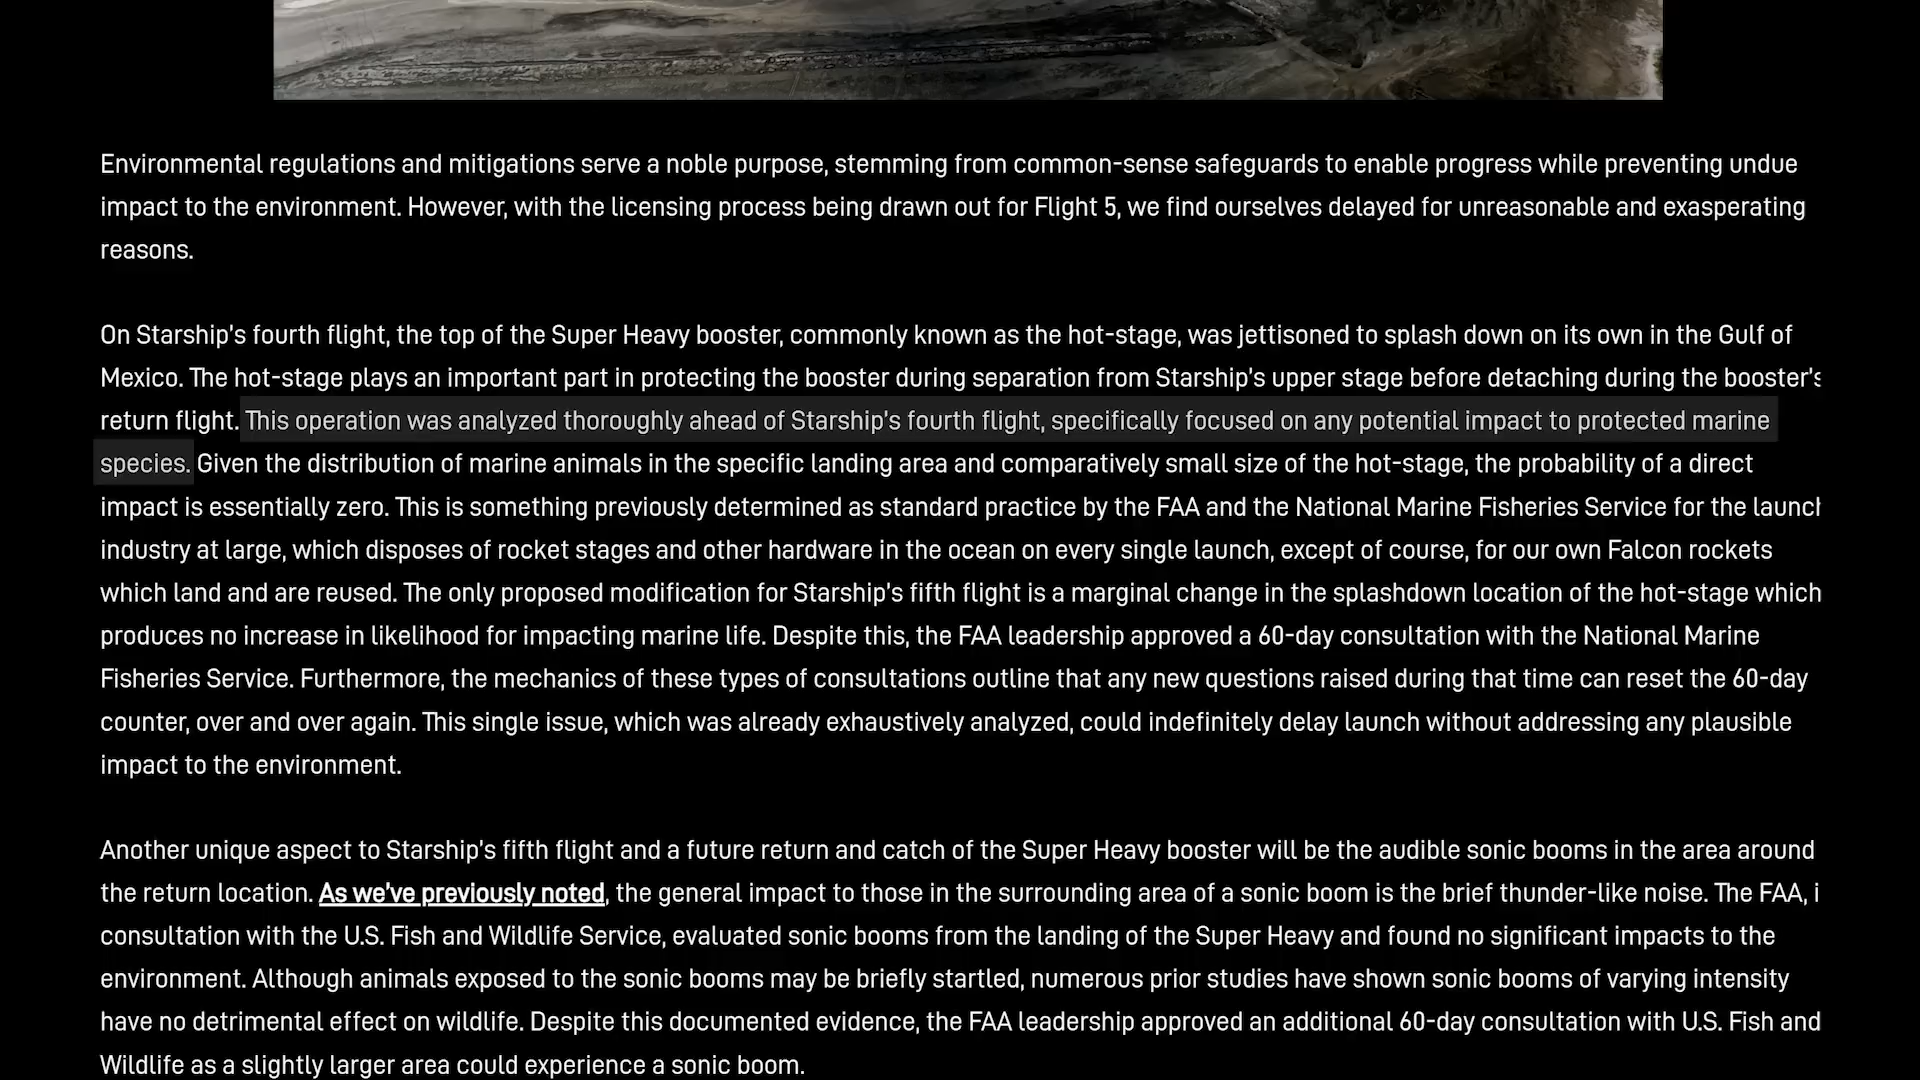 Environmental regulations and mitigations serve a noble purpose, stemming from common-sense safeguards to enable progress while preventing undue
impact to the environment. However, with the licensing process being drawn out for Flight 5, we find ourselves delayed for unreasonable and exasperating
reasons.
On Starship's fourth flight, the top of the Super Heavy booster, commonly known as the hot-stage, was jettisoned to splash down on its own in the Gulf of
Mexico. The hot-stage plays an important part in protecting the booster during separation from Starship's upper stage before detaching during the booster's
return flight. This operation was analyzed thoroughly ahead of Starship's fourth flight, specifically focused on any potential impact to protected marine
species. Given the distribution of marine animals in the specific landing area and comparatively small size of the hot-stage, the probability of a direct
impact is essentially zero. This is something previously determined as standard practice by the FAA and the National Marine Fisheries Service for the launch
industry at large, which disposes of rocket stages and other hardware in the ocean on every single launch, except of course, for our own Falcon rockets
which land and are reused. The only proposed modification for Starship's fifth flight is a marginal change in the splashdown location of the hot-stage which
produces no increase in likelihood for impacting marine life. Despite this, the FAA leadership approved a 60-day consultation with the National Marine
Fisheries Service. Furthermore, the mechanics of these types of consultations outline that any new questions raised during that time can reset the 60-day
counter, over and over again. This single issue, which was already exhaustively analyzed, could indefinitely delay launch without addressing any plausible
impact to the environment.
Another unique aspect to Starship's fifth flight and a future return and catch of the Super Heavy booster will be the audible sonic booms in the area around
the return location. As we've previously noted, the general impact to those in the surrounding area of a sonic boom is the brief thunder-like noise. The FAA, i
consultation with the U.S. Fish and Wildlife Service, evaluated sonic booms from the landing of the Super Heavy and found no significant impacts to the
environment. Although animals exposed to the sonic booms may be briefly startled, numerous prior studies have shown sonic booms of varying intensity
have no detrimental effect on wildlife. Despite this documented evidence, the FAA leadership approved an additional 60-day consultation with U.S. Fish and
Wildlife as a slightly larger area could experience a sonic boom.